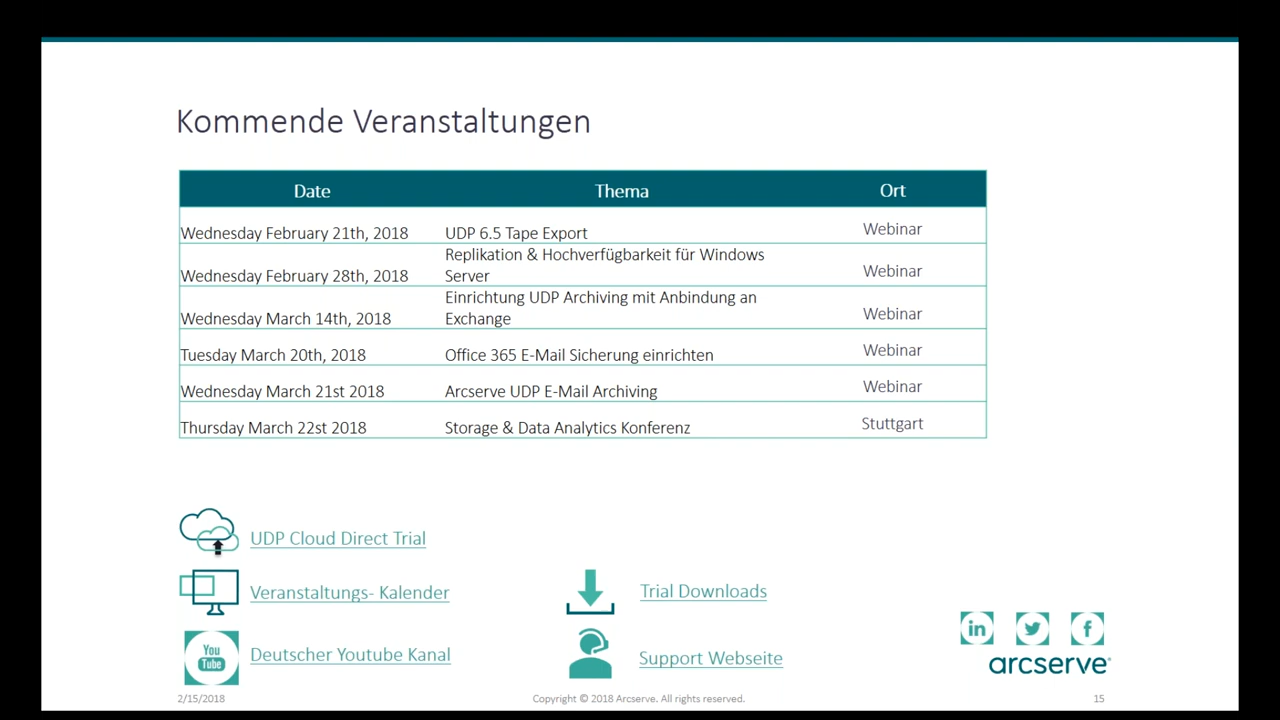 Kommende Veranstaltungen
Date Thema Ort
Wednesday February 21th, 2018 UDP 6.5 Tape Export Webinar
Replikation & Hochverfügbarkeit für Windows
Wednesday February 28th, 2018 Server Webinar
Einrichtung UDP Archiving mit Anbindung an
Wednesday March 14th, 2018 Exchange Webinar
Tuesday March 20th, 2018 Office 365 E-Mail Sicherung einrichten Webinar
Wednesday March 21st 2018 Arcserve UDP E-Mail Archiving Webinar
Thursday March 22st 2018 Storage & Data Analytics Konferenz Stuttgart
UDP Cloud Direct Trial
Veranstaltungs- Kalender
Trial Downloads
You
Tube
Deutscher Youtube Kanal
Support Webseite
in f
arcserve®
2/15/2018 Copyright © 2018 Arcserve. All rights reserved. 15